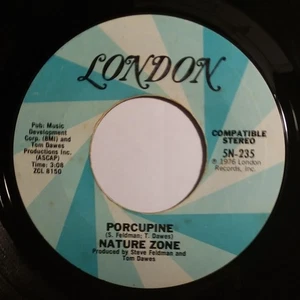 LONDON
Pub: Music
Development
Corp. (BMI) and
Tom Dawes
Productions Inc.
(ASCAP)
Time: 3:08
ZCL 8150
COMPATIBLE
STEREO
5N-235
℗ 1976 London
Records, Inc.
PORCUPINE
(S. Feldman; T. Dawes)
NATURE ZONE
Produced by Steve Feldman and
Tom Dawes